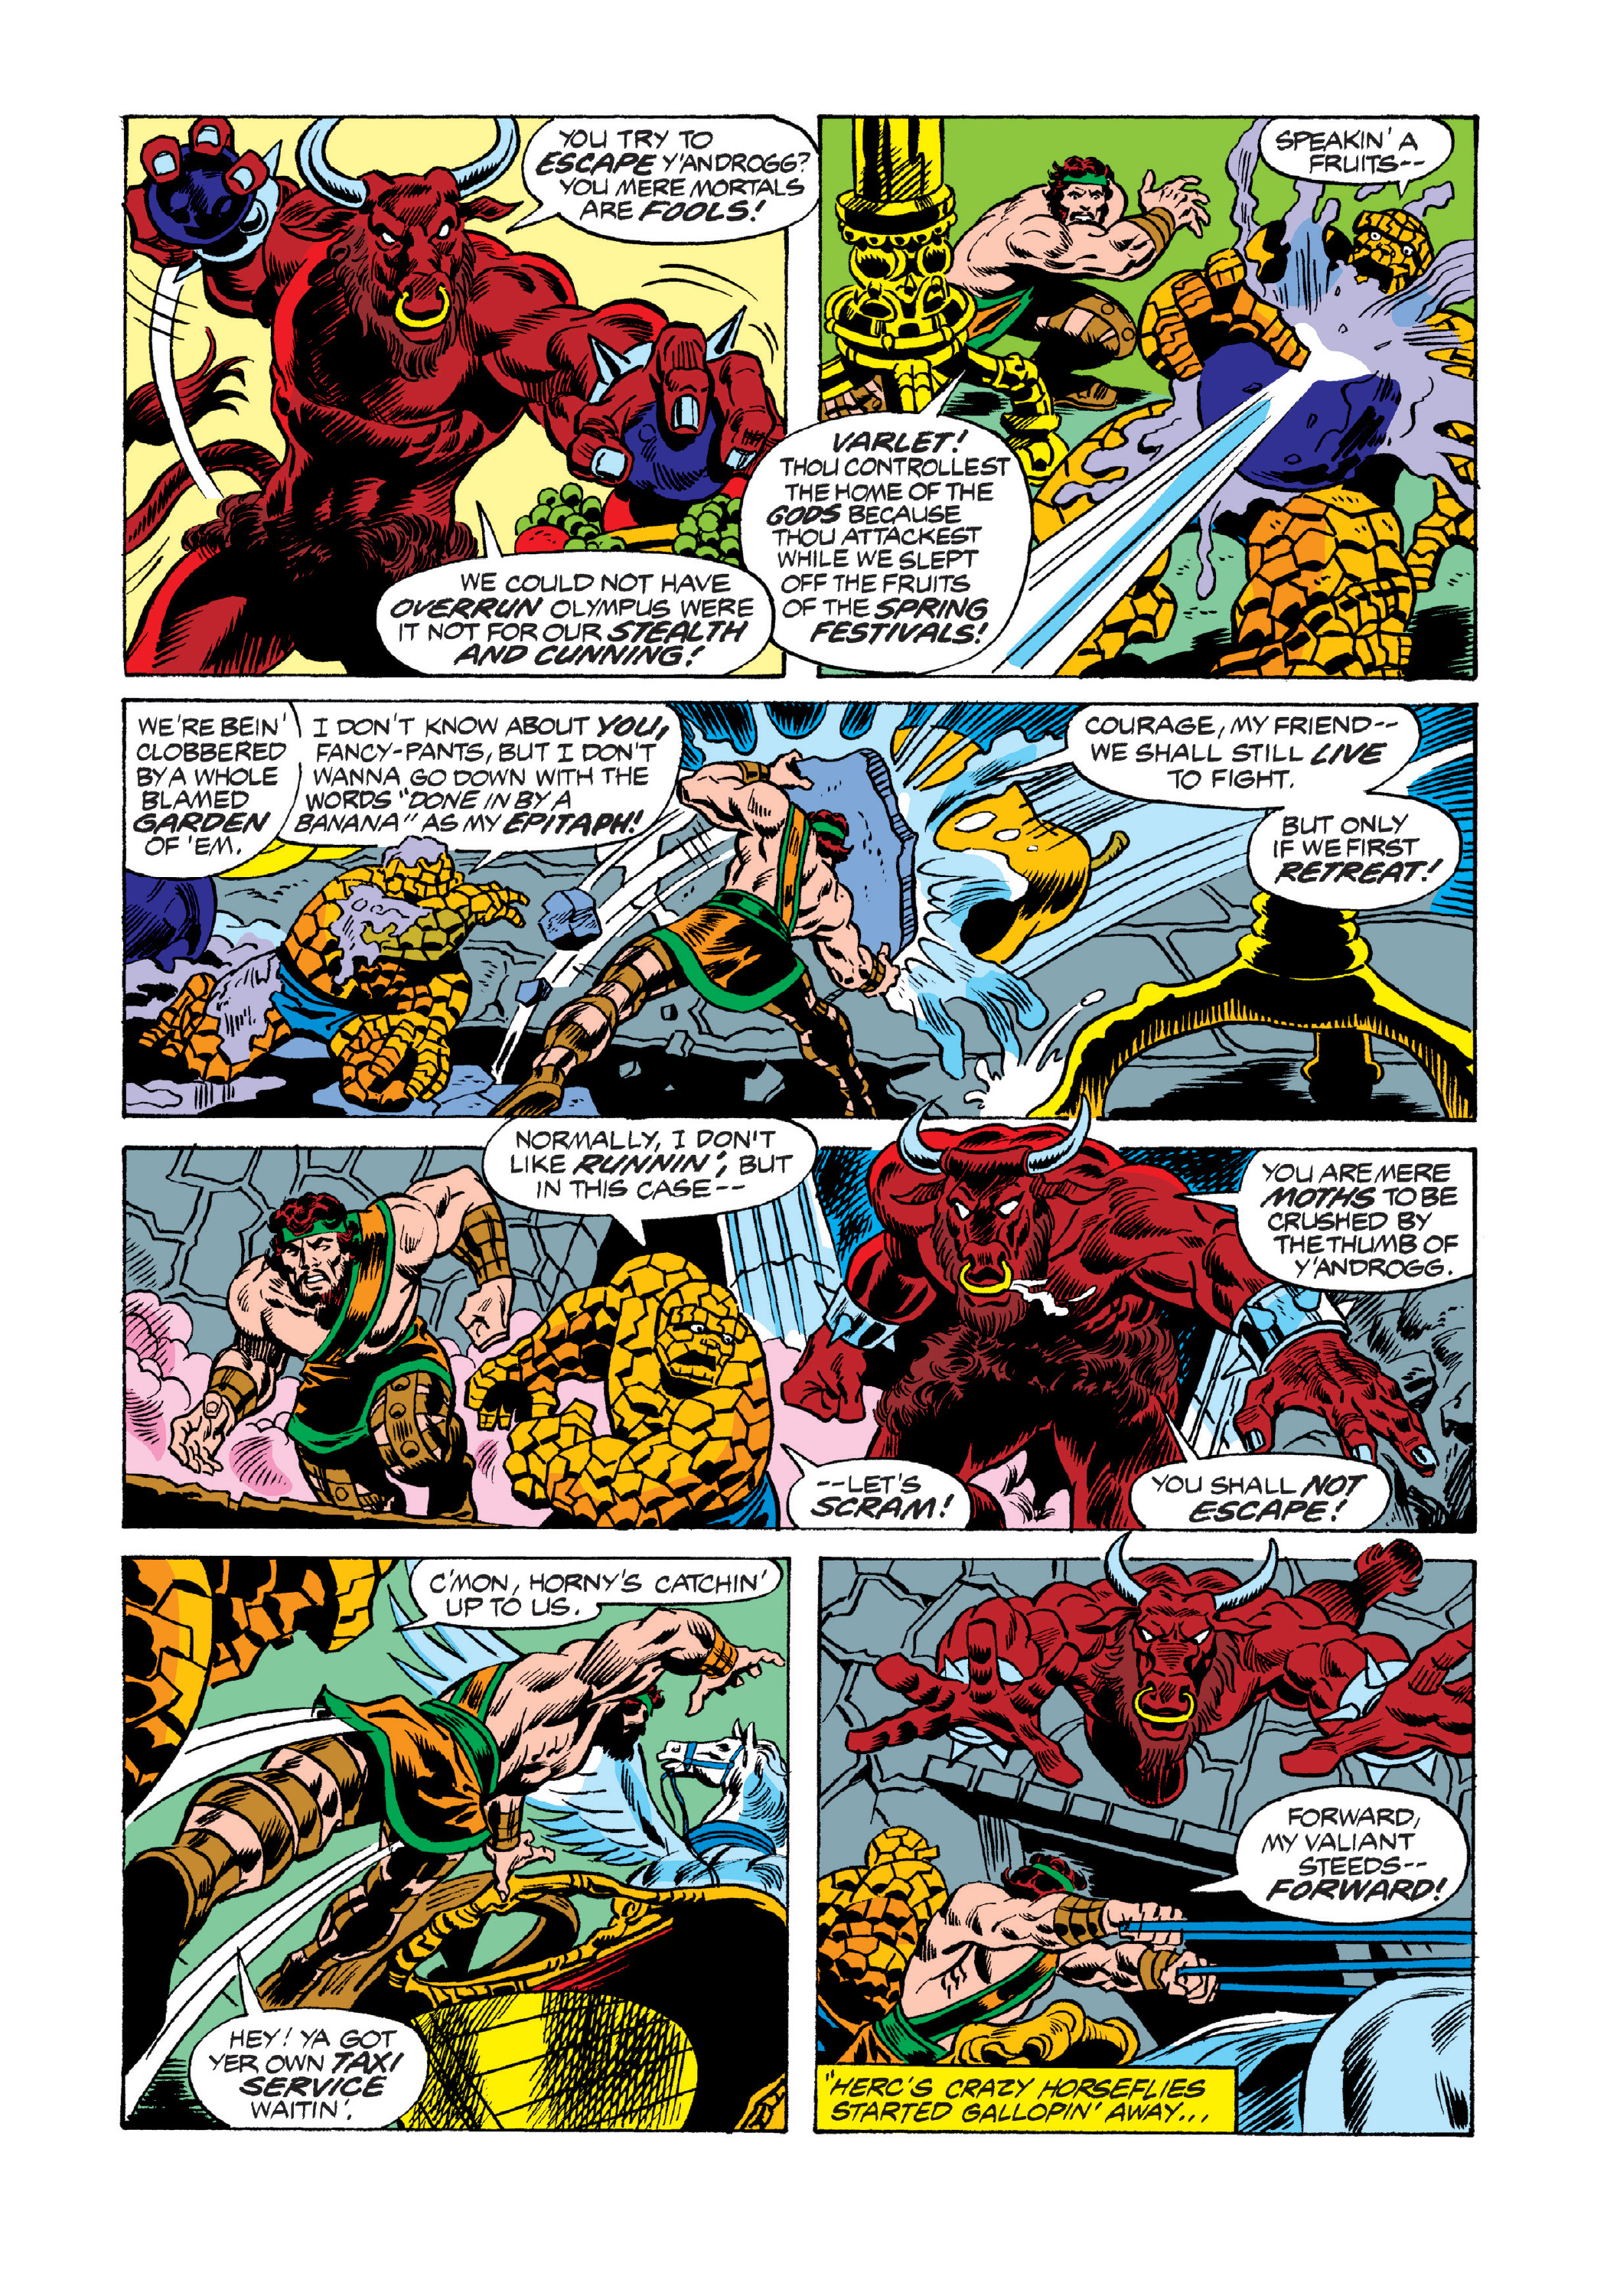 YOU TRY TO
ESCAPE Y'ANDROGG?
YOU MERE MORTALS
ARE FOOLS!
WE COULD NOT HAVE
OVERRUN OLYMPUS WERE
IT NOT FOR OUR STEALTH
AND CUNNING!
VARLET!
THOU CONTROLLEST
THE HOME OF THE
GODS BECAUSE
THOU ATTACKEST
WHILE WE SLEPT
OFF THE FRUITS
OF THE SPRING
FESTIVALS!
SPEAKIN' A
FRUITS--
WE'RE BEIN'
CLOBBERED
BY A WHOLE
BLAMED
GARDEN
OF 'EM.
I DON'T KNOW ABOUT YOU,
FANCY-PANTS, BUT I DON'T
WANNA GO DOWN WITH THE
WORDS "DONE IN BY A
BANANA" AS MY EPITAPH!
COURAGE, MY FRIEND--
WE SHALL STILL LIVE
TO FIGHT.
BUT ONLY
IF WE FIRST
RETREAT!
NORMALLY, I DON'T
LIKE RUNNIN', BUT
IN THIS CASE--
--LET'S
SCRAM!
YOU ARE MERE
MOTHS TO BE
CRUSHED BY
THE THUMB OF
Y'ANDROGG.
YOU SHALL NOT
ESCAPE!
C'MON, HORNY'S CATCHIN'
UP TO US.
HEY! YA GOT
YER OWN TAXI
SERVICE
WAITIN'.
FORWARD,
MY VALIANT
STEEDS--
FORWARD!
"HERC'S CRAZY HORSEFLIES
STARTED GALLOPIN' AWAY...